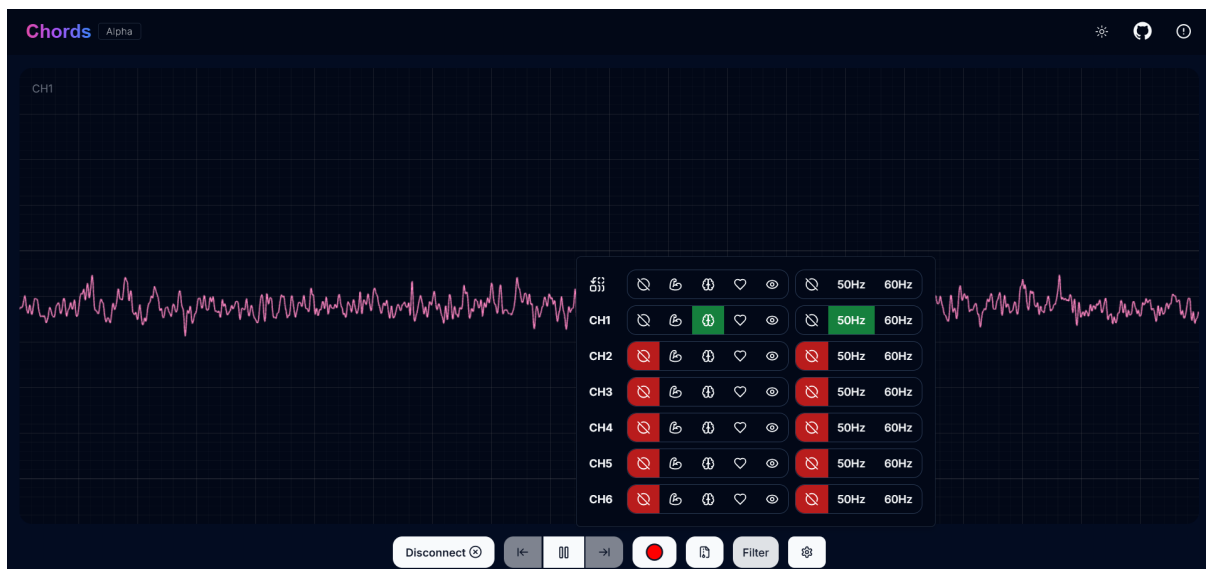 Chords Alpha
CH1
50Hz 60Hz
CH1 50Hz 60Hz
CH2 50Hz 60Hz
CH3 50Hz 60Hz
CH4 50Hz 60Hz
CH5 50Hz 60Hz
CH6 50Hz 60Hz
Disconnect Filter